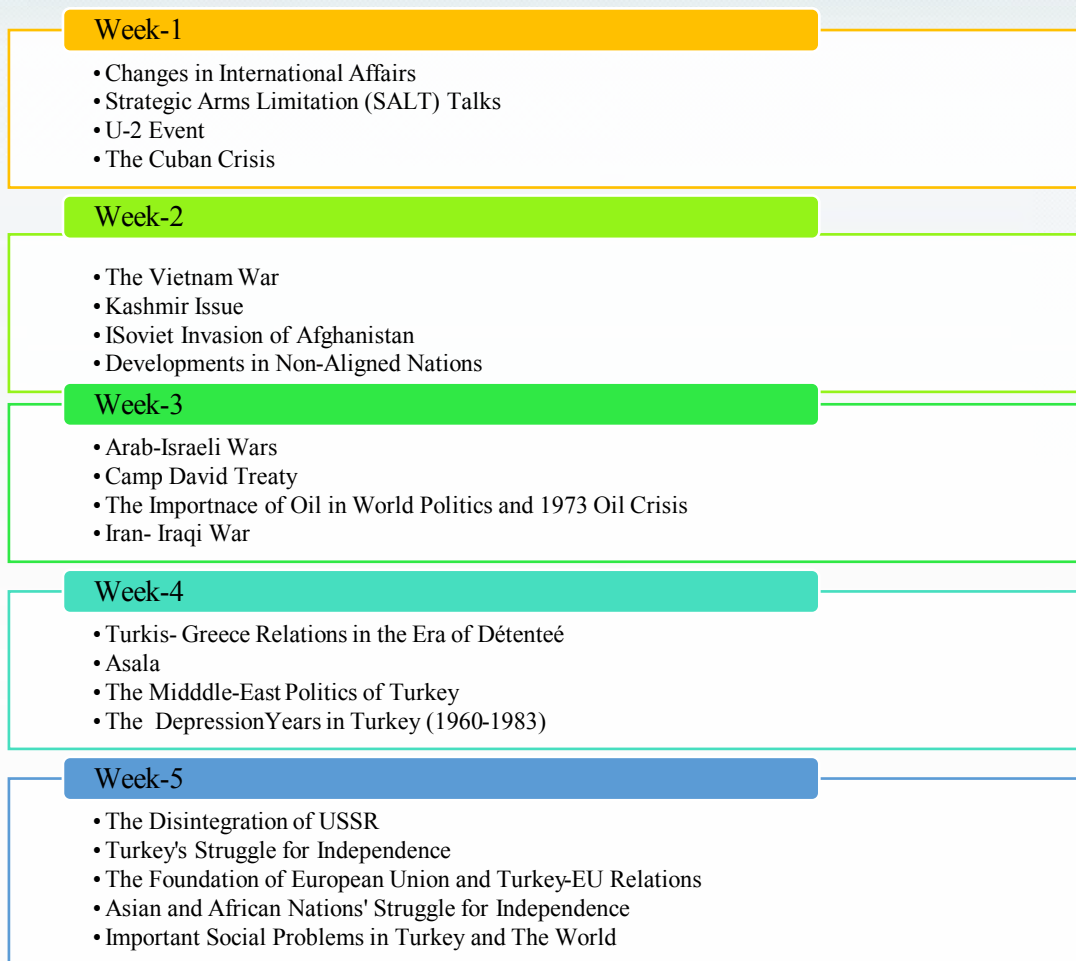 Week-1
• Changes in International Affairs
• Strategic Arms Limitation (SALT) Talks
• U-2 Event
• The Cuban Crisis
Week-2
• The Vietnam War
• Kashmir Issue
• ISoviet Invasion of Afghanistan
• Developments in Non-Aligned Nations
Week-3
• Arab-Israeli Wars
• Camp David Treaty
• The Importnace of Oil in World Politics and 1973 Oil Crisis
• Iran- Iraqi War
Week-4
• Turkis- Greece Relations in the Era of Détenteé
• Asala
• The Midddle-East Politics of Turkey
• The DepressionYears in Turkey (1960-1983)
Week-5
• The Disintegration of USSR
• Turkey's Struggle for Independence
• The Foundation of European Union and Turkey-EU Relations
• Asian and African Nations' Struggle for Independence
• Important Social Problems in Turkey and The World